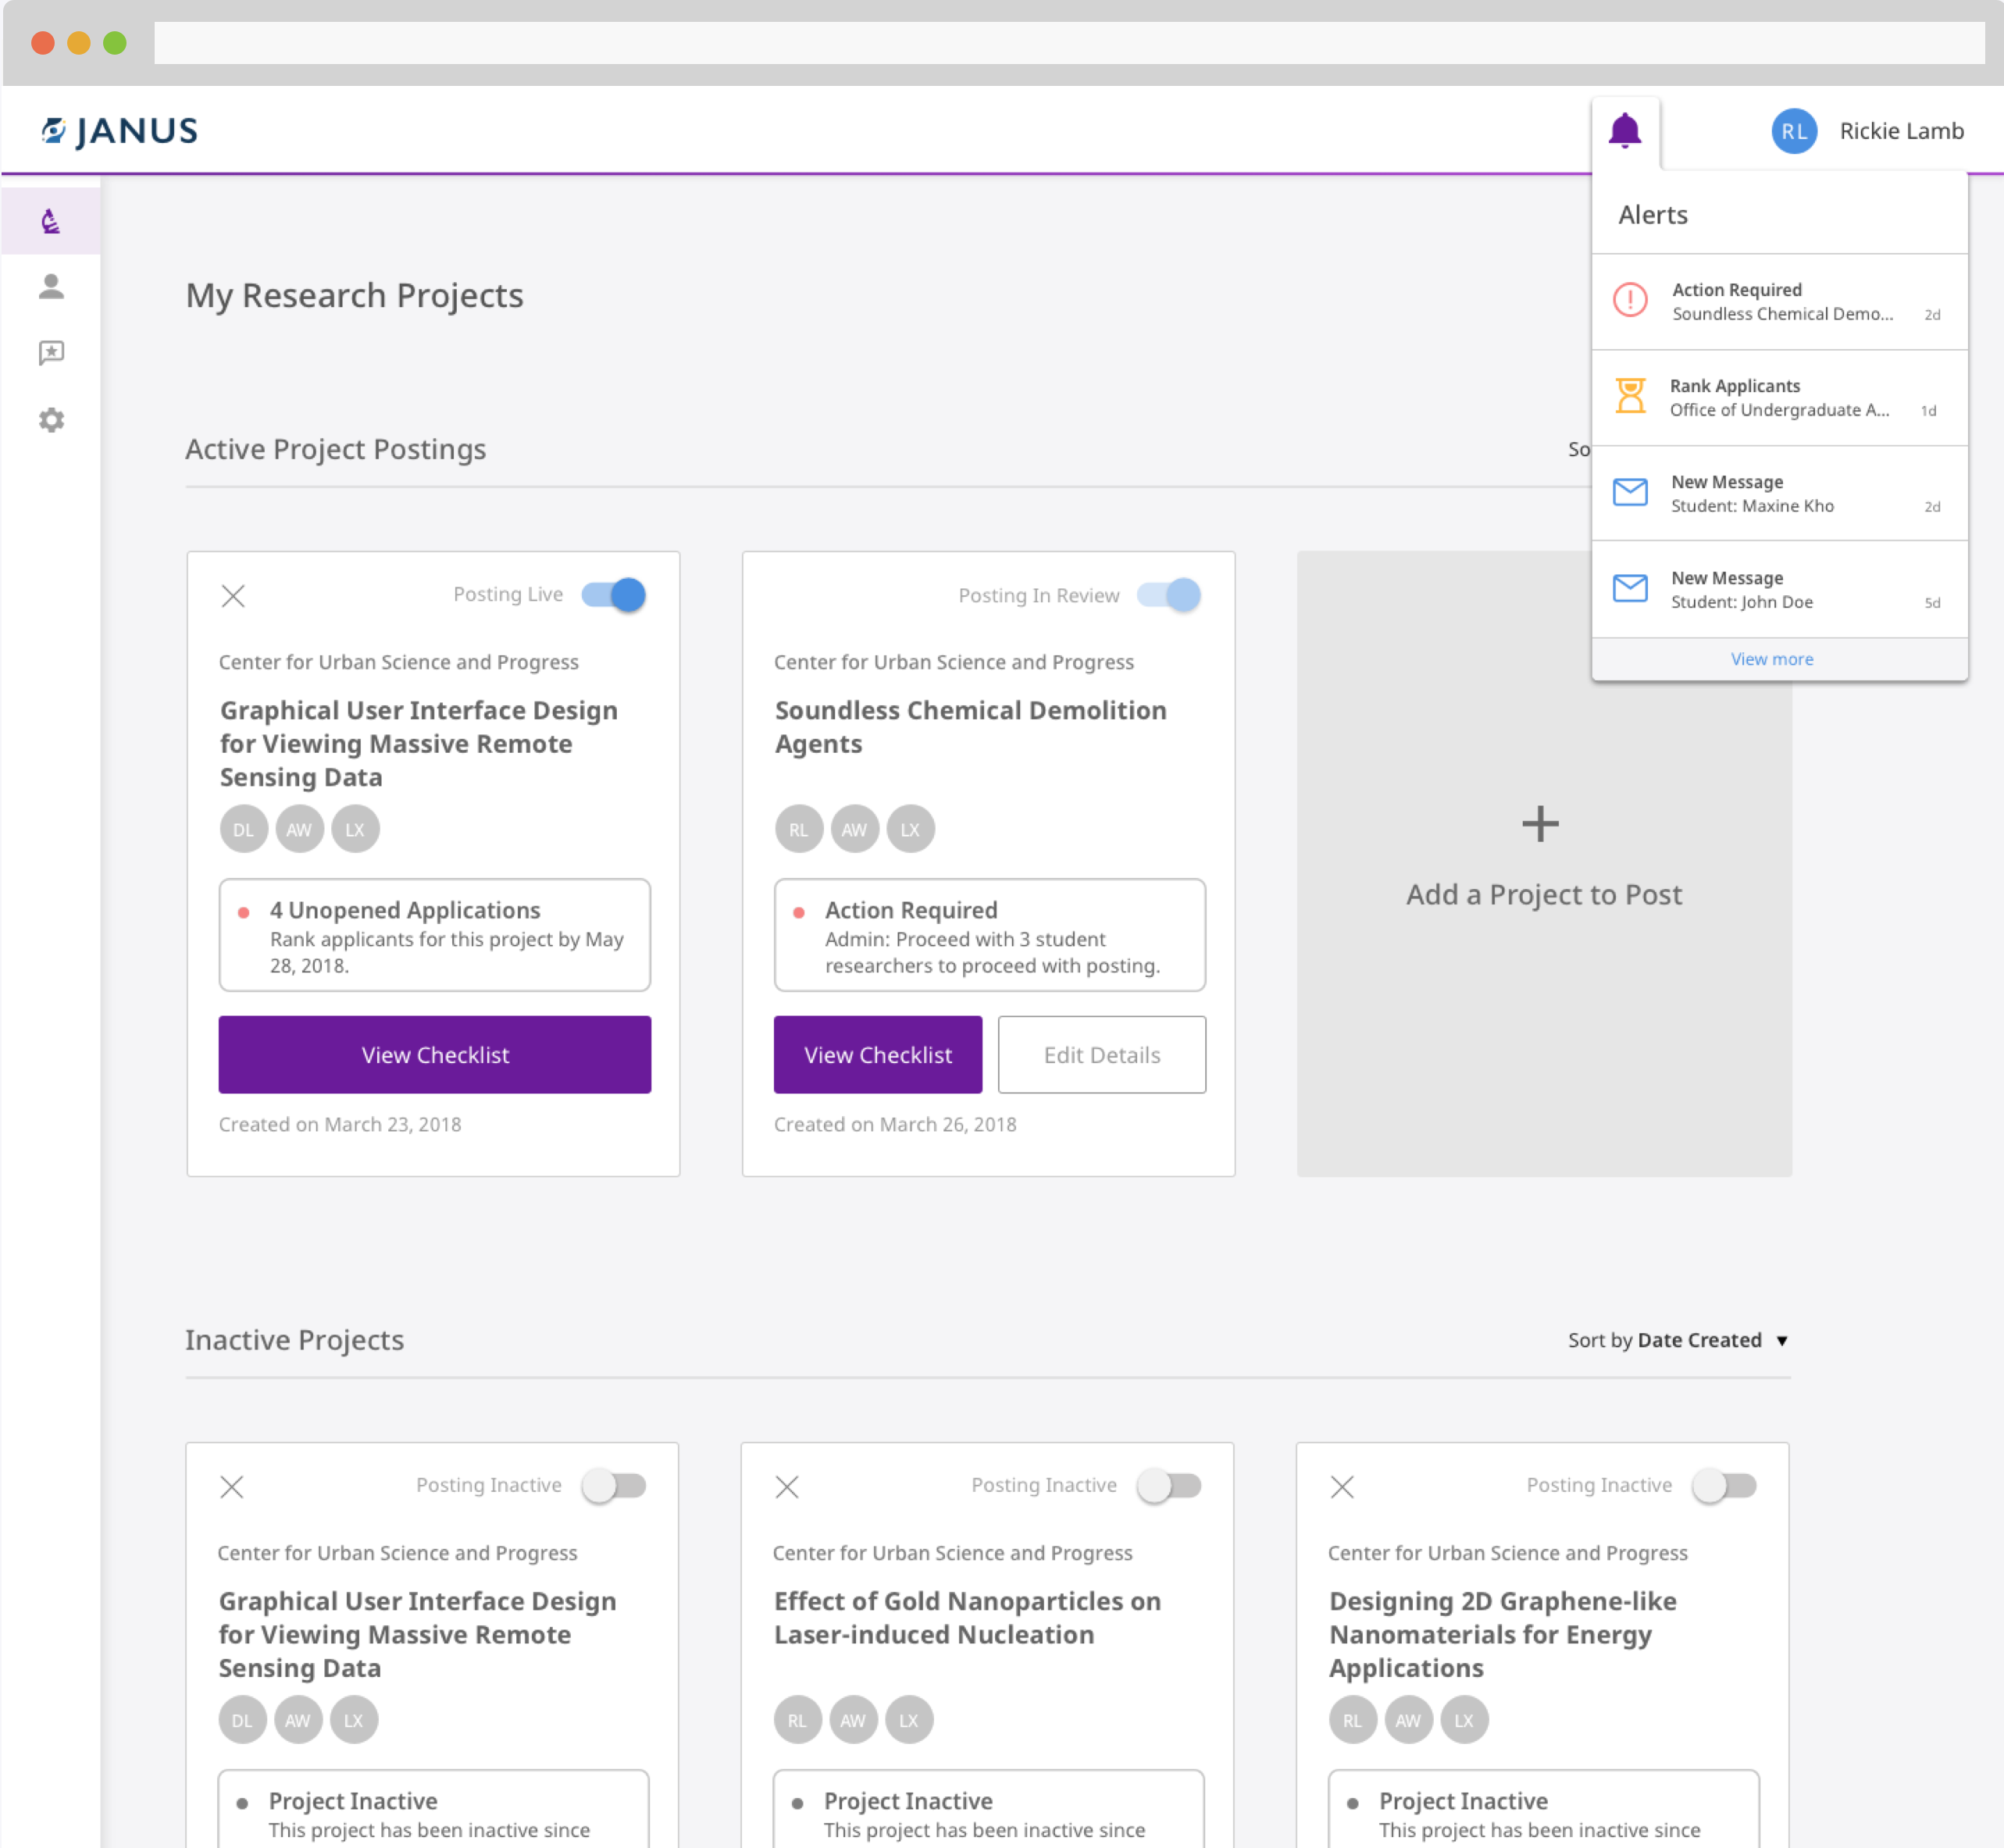 JANUS
RL
Rickie Lamb
Alerts
Action Required
Soundless Chemical Demo...
2d
Rank Applicants
Office of Undergraduate A...
1d
New Message
Student: Maxine Kho
2d
New Message
Student: John Doe
5d
View more
My Research Projects
Active Project Postings
So
Posting Live
Center for Urban Science and Progress
Graphical User Interface Design
for Viewing Massive Remote
Sensing Data
DL AW LX
4 Unopened Applications
Rank applicants for this project by May
28, 2018.
View Checklist
Created on March 23, 2018
Posting In Review
Center for Urban Science and Progress
Soundless Chemical Demolition
Agents
RL AW LX
Action Required
Admin: Proceed with 3 student
researchers to proceed with posting.
View Checklist
Edit Details
Created on March 26, 2018
+
Add a Project to Post
Inactive Projects
Sort by Date Created
Posting Inactive
Center for Urban Science and Progress
Graphical User Interface Design
for Viewing Massive Remote
Sensing Data
DL AW LX
Project Inactive
This project has been inactive since
Posting Inactive
Center for Urban Science and Progress
Effect of Gold Nanoparticles on
Laser-induced Nucleation
RL AW LX
Project Inactive
This project has been inactive since
Posting Inactive
Center for Urban Science and Progress
Designing 2D Graphene-like
Nanomaterials for Energy
Applications
RL AW LX
Project Inactive
This project has been inactive since